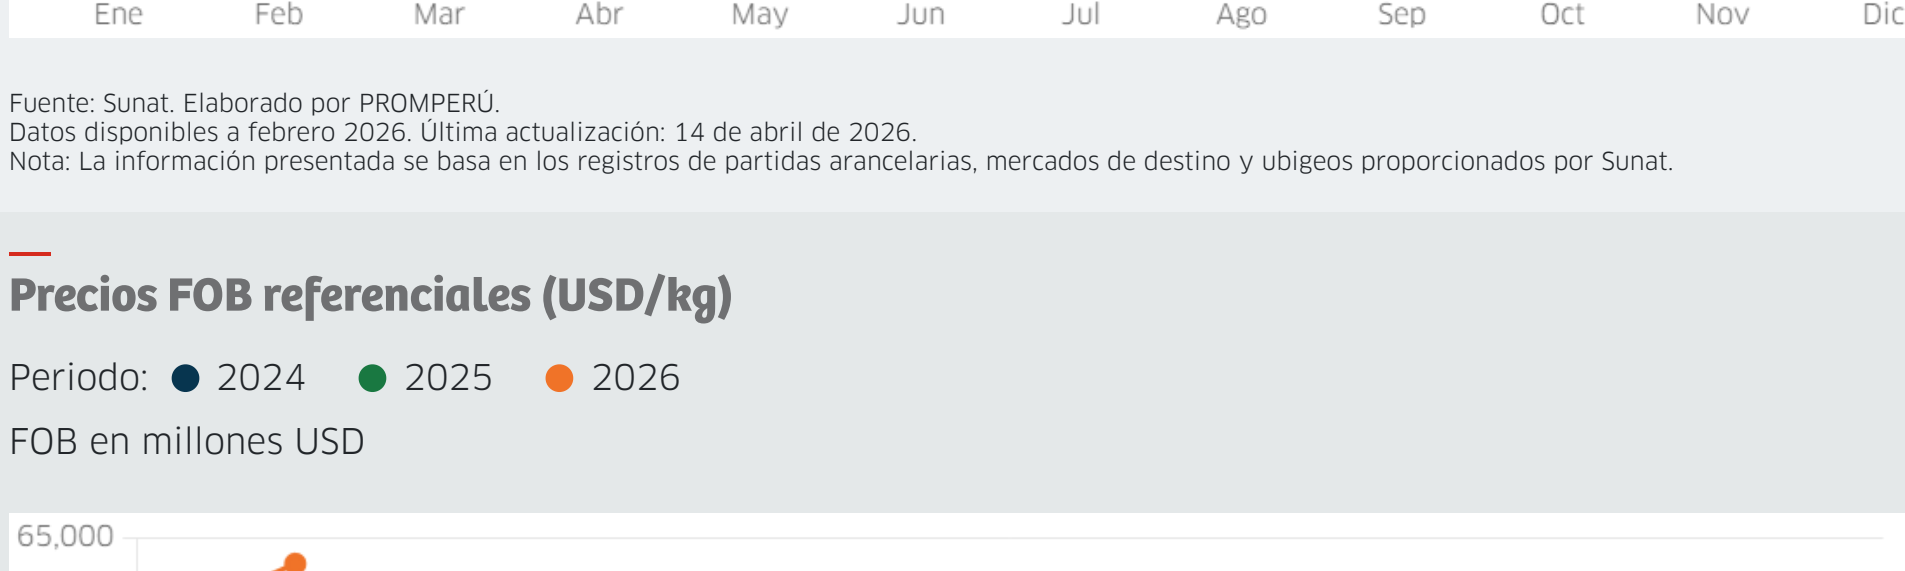 Ene Feb Mar Abr May Jun Jul Ago Sep Oct Nov Dic
Fuente: Sunat. Elaborado por PROMPERÚ.
Datos disponibles a febrero 2026. Última actualización: 14 de abril de 2026.
Nota: La información presentada se basa en los registros de partidas arancelarias, mercados de destino y ubigeos proporcionados por Sunat.
Precios FOB referenciales (USD/kg)
Periodo: 2024 2025 2026
FOB en millones USD
65,000